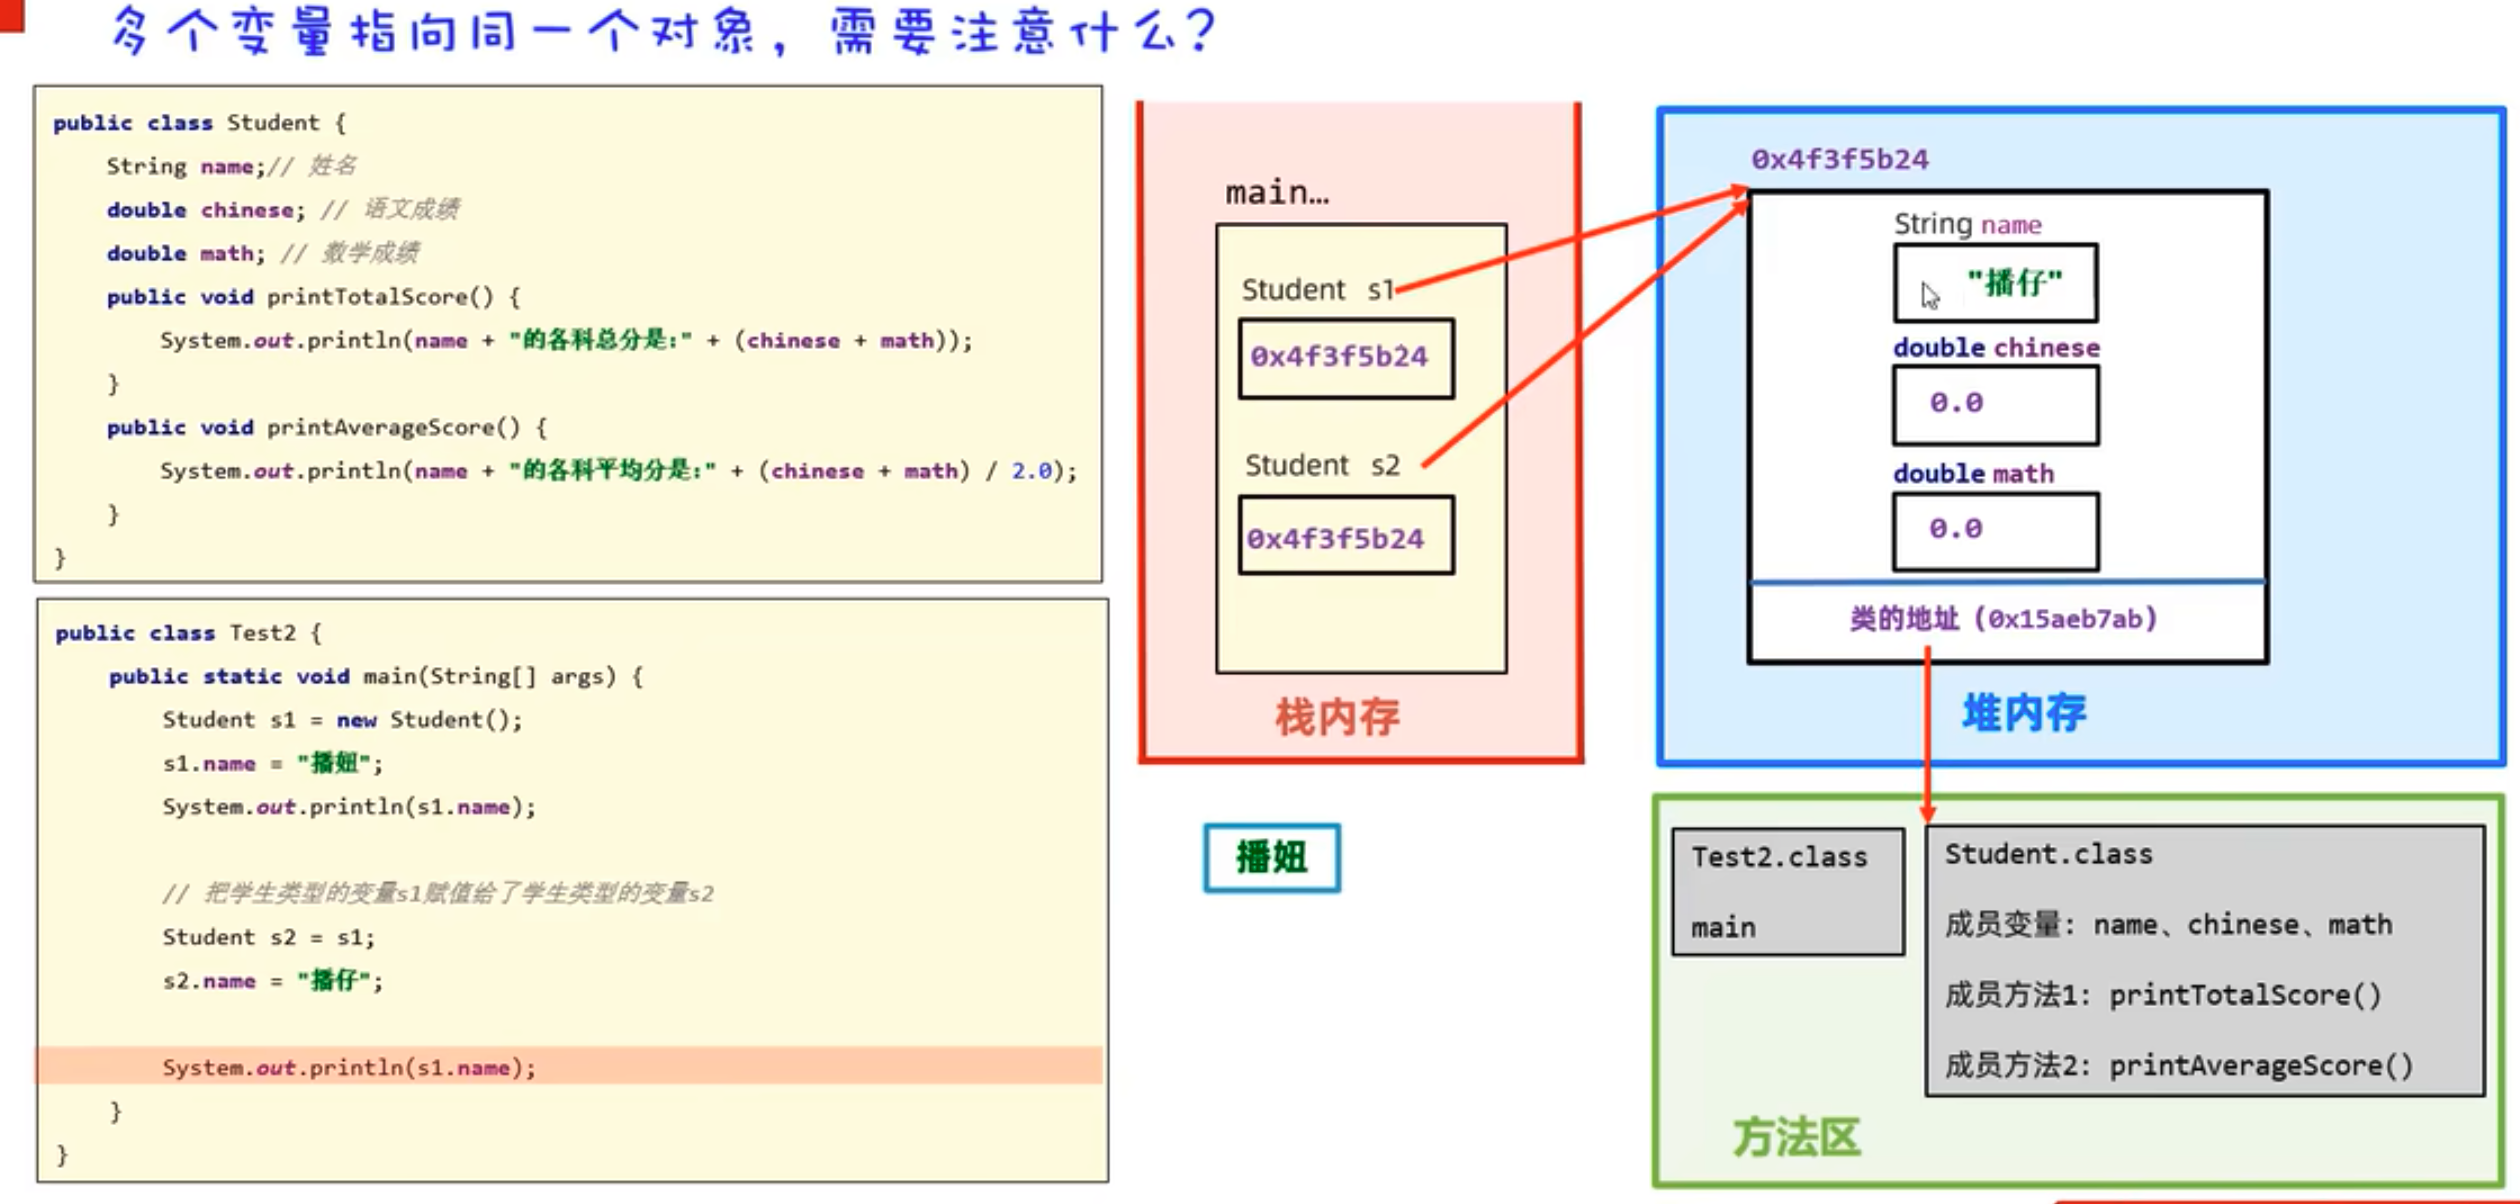 多个变量指向同一个对象，需要注意什么？
public class Student {
String name;// 姓名
double chinese; // 语文成绩
double math; // 数学成绩
public void printTotalScore() {
System.out.println(name + "的各科总分是:" + (chinese + math));
}
public void printAverageScore() {
System.out.println(name + "的各科平均分是:" + (chinese + math) / 2.0);
}
}
public class Test2 {
public static void main(String[] args) {
Student s1 = new Student();
s1.name = "播妞";
System.out.println(s1.name);
// 把学生类型的变量s1赋值给了学生类型的变量s2
Student s2 = s1;
s2.name = "播仔";
System.out.println(s1.name);
}
}
main…
Student s1
0x4f3f5b24
Student s2
0x4f3f5b24
栈内存
播妞
0x4f3f5b24
String name
"播仔"
double chinese
0.0
double math
0.0
类的地址（0x15aeb7ab）
堆内存
Test2.class
main
Student.class
成员变量: name、chinese、math
成员方法1: printTotalScore()
成员方法2: printAverageScore()
方法区